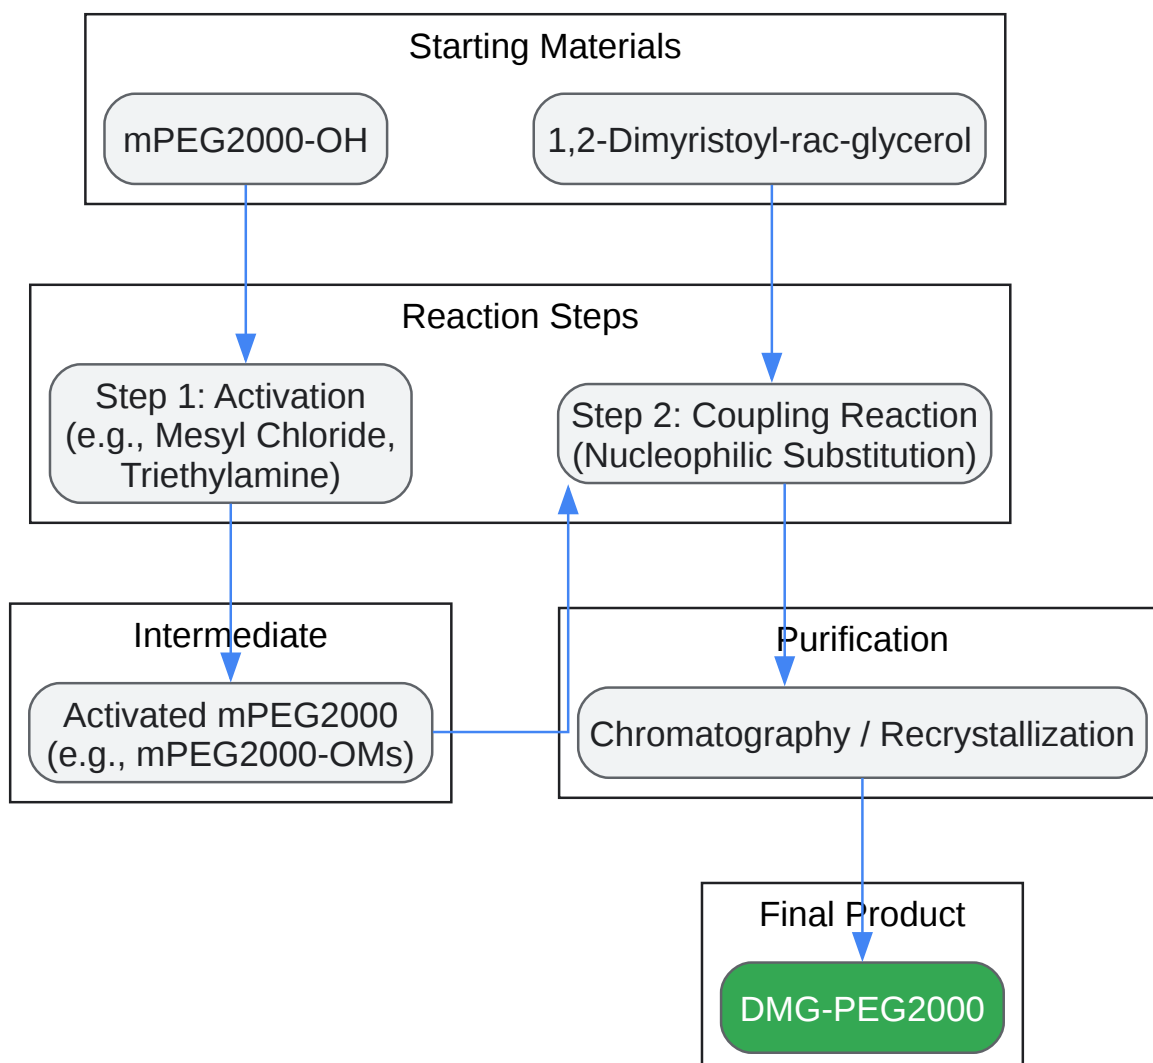 Starting Materials
mPEG2000-OH
1,2-Dimyristoyl-rac-glycerol
Reaction Steps
Step 1: Activation
(e.g., Mesyl Chloride,
Triethylamine)
Step 2: Coupling Reaction
(Nucleophilic Substitution)
Intermediate
Activated mPEG2000
(e.g., mPEG2000-OMs)
Purification
Chromatography / Recrystallization
Final Product
DMG-PEG2000